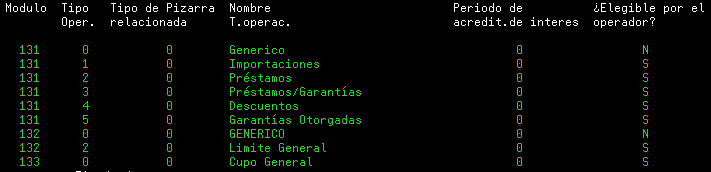 Modulo Tipo Tipo de Pizarra Nombre Periodo de ¿Elegible por el
Oper. relacionada T.operac. acredit.de interes operador?
131 0 0 Generico 0 N
131 1 0 Importaciones 0 S
131 2 0 Préstamos 0 S
131 3 0 Préstamos/Garantías 0 S
131 4 0 Descuentos 0 S
131 5 0 Garantías Otorgadas 0 S
132 0 0 GENERICO 0 N
132 2 0 Limite General 0 S
133 0 0 Cupo General 0 S